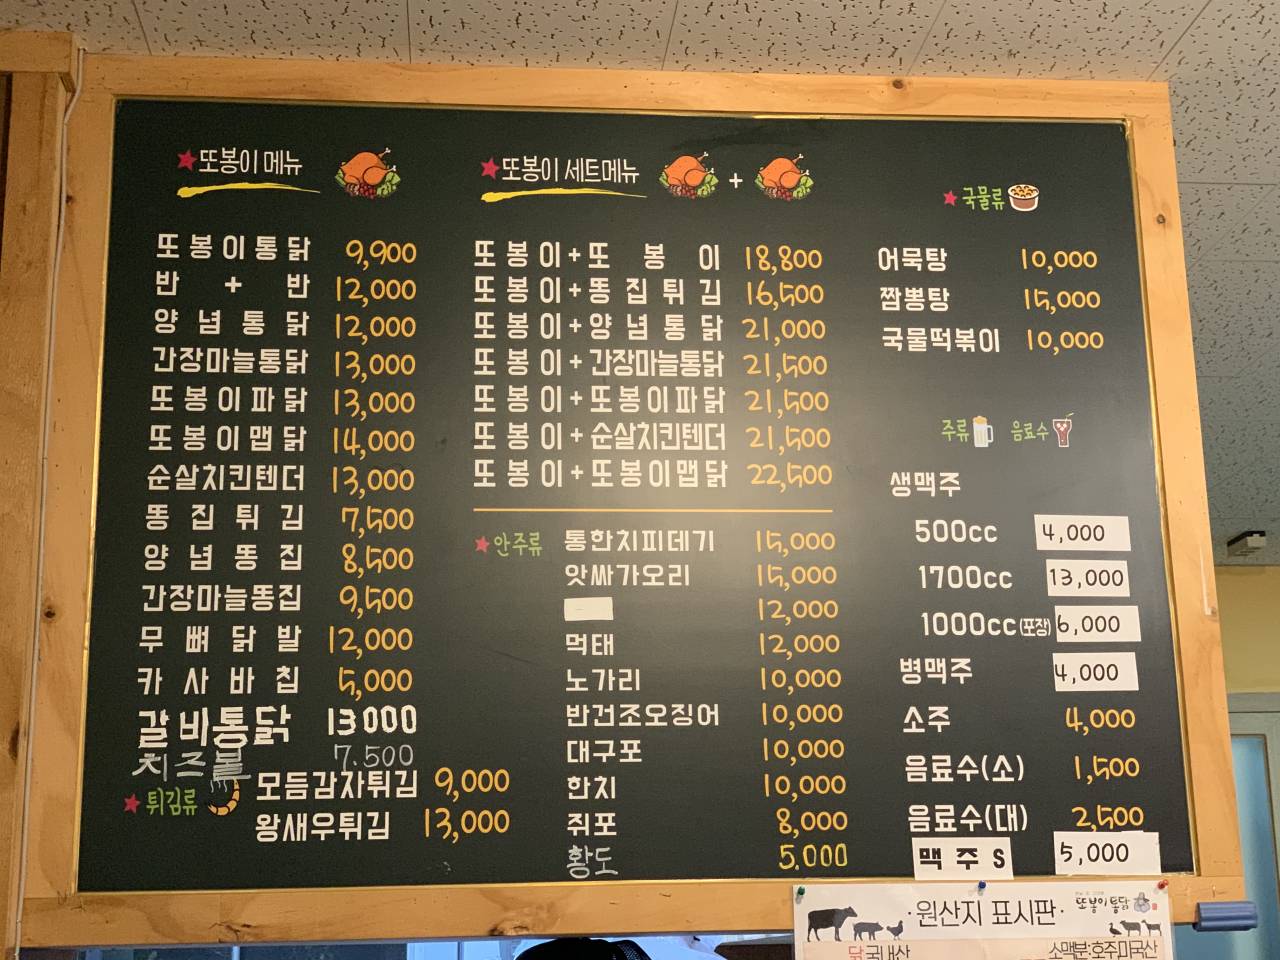 또봉이 메뉴
또봉이통닭 9,900
반 + 반 12,000
양념통닭 12,000
간장마늘통닭 13,000
또봉이파닭 13,000
또봉이맵닭 14,000
순살치킨텐더 13,000
똥집튀김 7,500
양념똥집 8,500
간장마늘똥집 9,500
무뼈닭발 12,000
카사바칩 5,000
갈비통닭 13000
치즈볼 7.500
튀김류
모듬감자튀김 9,000
왕새우튀김 13,000
또봉이 세트메뉴 +
또봉이+또봉이 18,800
또봉이+똥집튀김 16,500
또봉이+양념통닭 21,000
또봉이+간장마늘통닭 21,500
또봉이+또봉이파닭 21,500
또봉이+순살치킨텐더 21,500
또봉이+또봉이맵닭 22,500
안주류
통한치피데기 15,000
앗싸가오리 15,000
12,000
먹태 12,000
노가리 10,000
반건조오징어 10,000
대구포 10,000
한치 10,000
쥐포 8,000
황도 5.000
국물류
어묵탕 10,000
짬뽕탕 15,000
국물떡볶이 10,000
주류 음료수
생맥주
500cc 4,000
1700cc 13,000
1000cc(포장) 6,000
병맥주 4,000
소주 4,000
음료수(소) 1,500
음료수(대) 2,500
맥주 S 5,000
·원산지 표시판·
또봉이통닭
닭:국내산
소맥분:호주,미국산